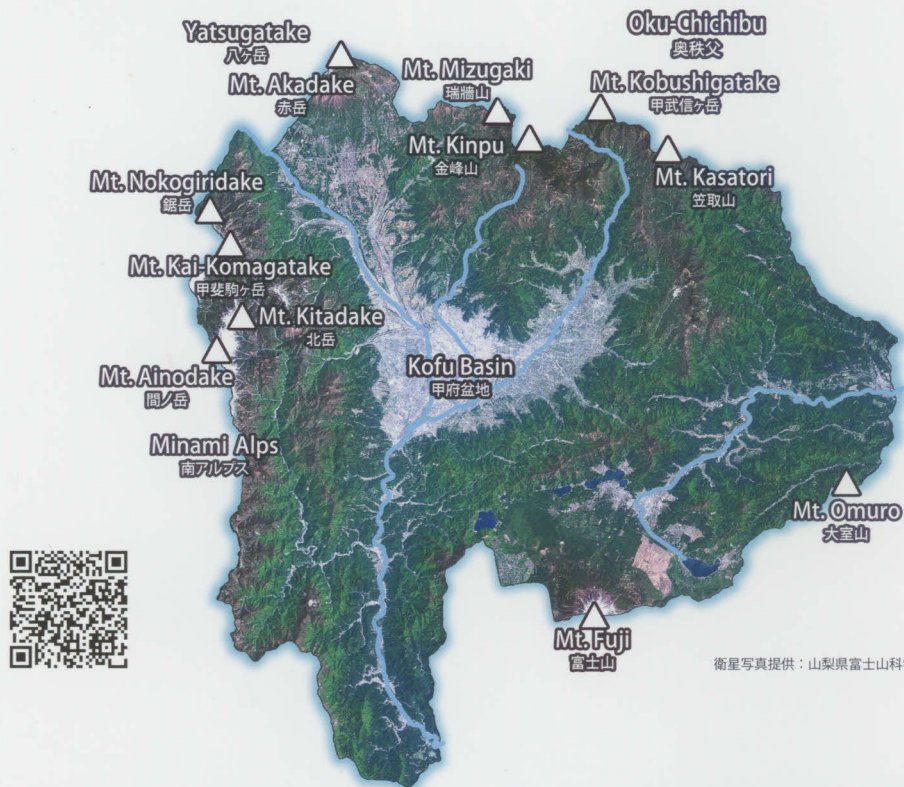 Yatsugatake
八ヶ岳
Mt. Akadake
赤岳
Mt. Mizugaki
瑞牆山
Oku-Chichibu
奥秩父
Mt. Kobushigatake
甲武信ヶ岳
Mt. Kinpu
金峰山
Mt. Kasatori
笠取山
Mt. Nokogiridake
鋸岳
Mt. Kai-Komagatake
甲斐駒ヶ岳
Mt. Kitadake
北岳
Mt. Ainodake
間ノ岳
Kofu Basin
甲府盆地
Minami Alps
南アルプス
Mt. Omuro
大室山
Mt. Fuji
富士山
衛星写真提供：山梨県富士山科学